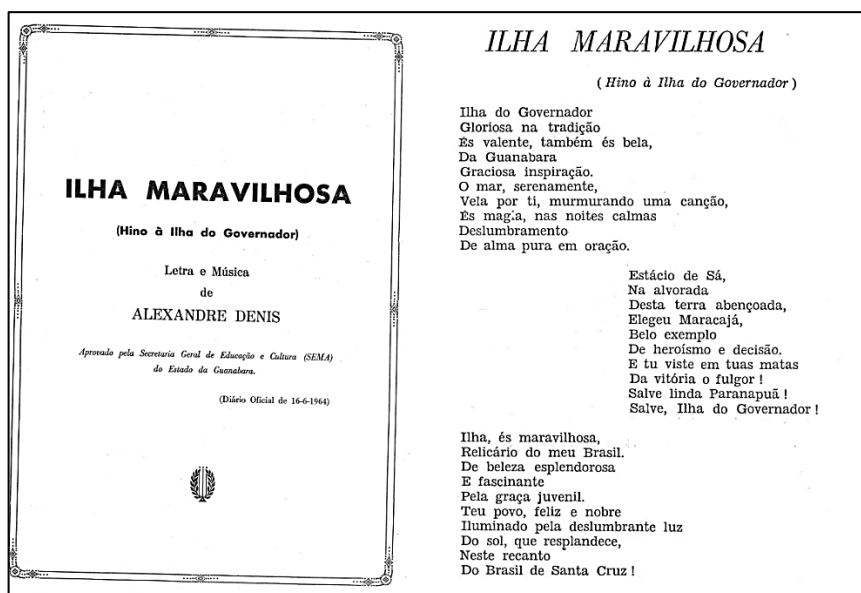 ILHA MARAVILHOSA
(Hino à Ilha do Governador)
Letra e Música
de
ALEXANDRE DENIS
Aprovado pela Secretaria Geral de Educação e Cultura (SEMA)
do Estado da Guanabara.
(Diário Oficial de 16-6-1964)
ILHA MARAVILHOSA
(Hino à Ilha do Governador)
Ilha do Governador
Gloriosa na tradição
És valente, também és bela,
Da Guanabara
Graciosa inspiração.
O mar, serenamente,
Vela por ti, murmurando uma canção,
És magia, nas noites calmas
Deslumbramento
De alma pura em oração.
Estácio de Sá,
Na alvorada
Desta terra abençoada,
Elegeu Maracajá,
Belo exemplo
De heroísmo e decisão.
E tu viste em tuas matas
Da vitória o fulgor !
Salve linda Paranapuã !
Salve, Ilha do Governador !
Ilha, és maravilhosa,
Relicário do meu Brasil.
De beleza esplendorosa
E fascinante
Pela graça juvenil.
Teu povo, feliz e nobre
Iluminado pela deslumbrante luz
Do sol, que resplandece,
Neste recanto
Do Brasil de Santa Cruz !